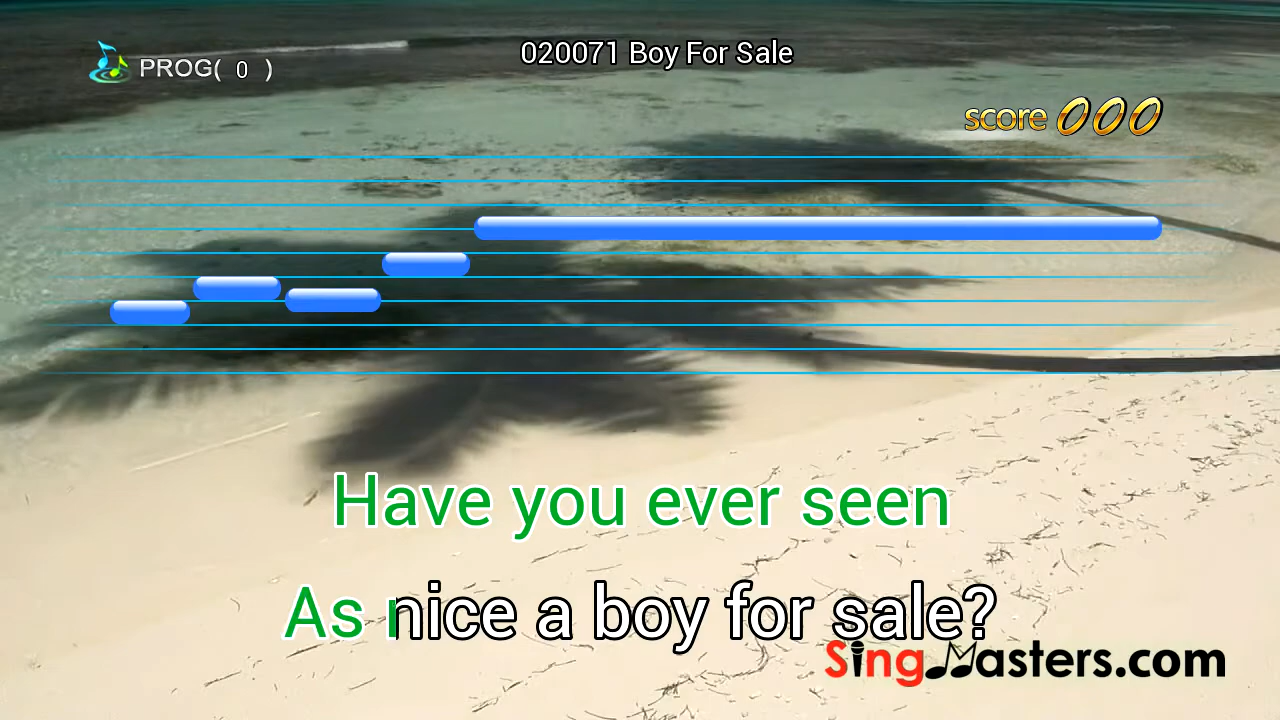 020071 Boy For Sale
PROG( 0 )
score 000
Have you ever seen
As nice a boy for sale?
SingMasters.com